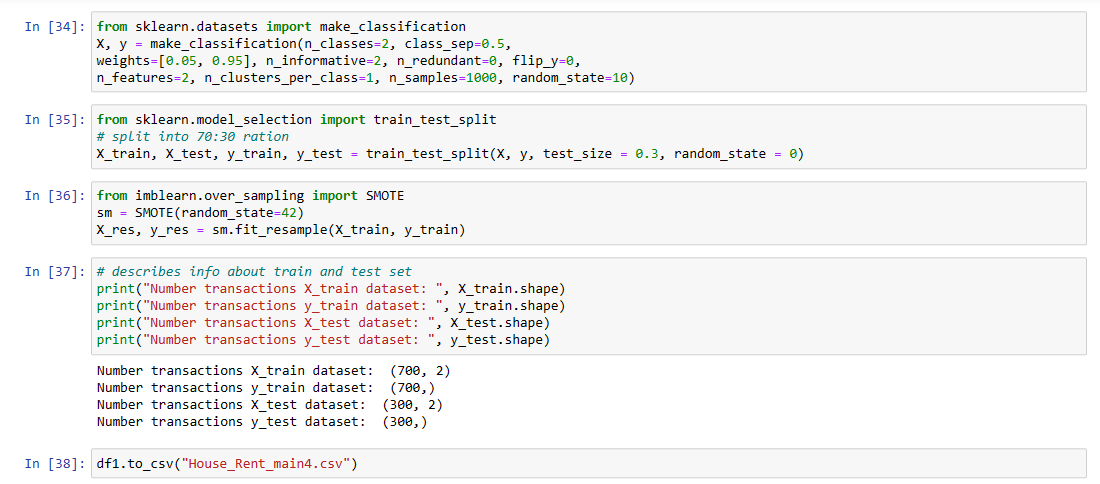 In [34]: from sklearn.datasets import make_classification
X, y = make_classification(n_classes=2, class_sep=0.5,
weights=[0.05, 0.95], n_informative=2, n_redundant=0, flip_y=0,
n_features=2, n_clusters_per_class=1, n_samples=1000, random_state=10)
In [35]: from sklearn.model_selection import train_test_split
# split into 70:30 ration
X_train, X_test, y_train, y_test = train_test_split(X, y, test_size = 0.3, random_state = 0)
In [36]: from imblearn.over_sampling import SMOTE
sm = SMOTE(random_state=42)
X_res, y_res = sm.fit_resample(X_train, y_train)
In [37]: # describes info about train and test set
print("Number transactions X_train dataset: ", X_train.shape)
print("Number transactions y_train dataset: ", y_train.shape)
print("Number transactions X_test dataset: ", X_test.shape)
print("Number transactions y_test dataset: ", y_test.shape)
Number transactions X_train dataset:  (700, 2)
Number transactions y_train dataset:  (700,)
Number transactions X_test dataset:  (300, 2)
Number transactions y_test dataset:  (300,)
In [38]: df1.to_csv("House_Rent_main4.csv")